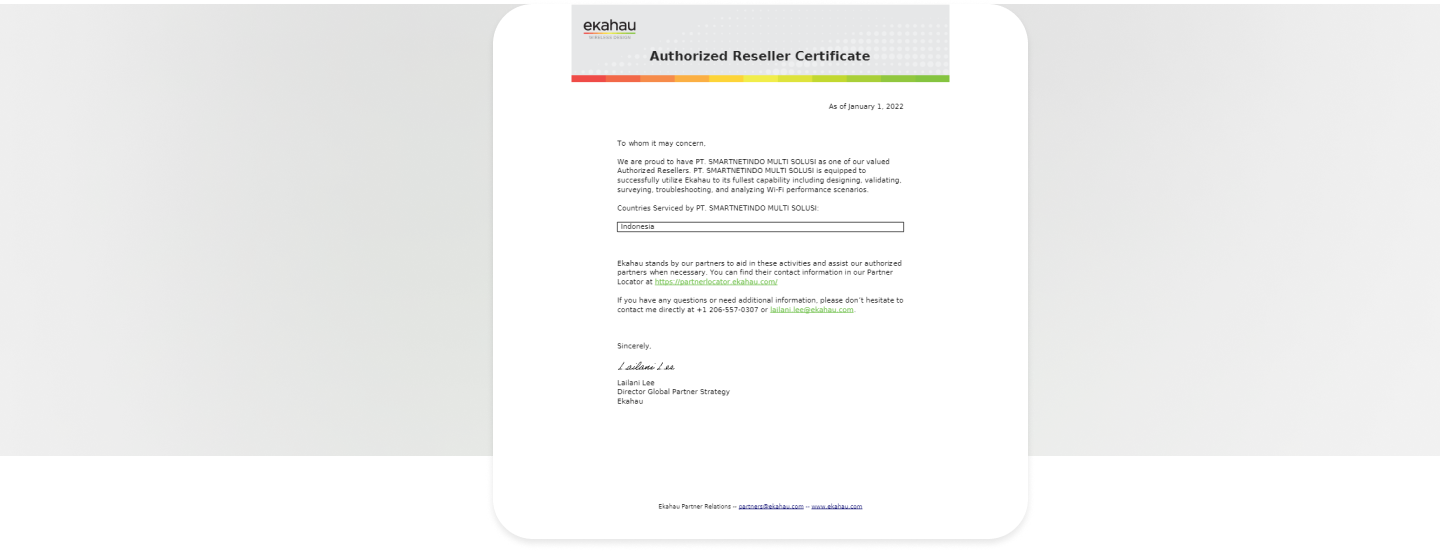 ekahau
WIRELESS DESIGN
Authorized Reseller Certificate
As of January 1, 2022
To whom it may concern,
We are proud to have PT. SMARTNETINDO MULTI SOLUSI as one of our valued
Authorized Resellers. PT. SMARTNETINDO MULTI SOLUSI is equipped to
successfully utilize Ekahau to its fullest capability including designing, validating,
surveying, troubleshooting, and analyzing Wi-Fi performance scenarios.
Countries Serviced by PT. SMARTNETINDO MULTI SOLUSI:
Indonesia
Ekahau stands by our partners to aid in these activities and assist our authorized
partners when necessary. You can find their contact information in our Partner
Locator at https://partnerlocator.ekahau.com/
If you have any questions or need additional information, please don't hesitate to
contact me directly at +1 206-557-0307 or lailani.lee@ekahau.com.
Sincerely,
Lailani Lee
Lailani Lee
Director Global Partner Strategy
Ekahau
Ekahau Partner Relations -- partners@ekahau.com -- www.ekahau.com